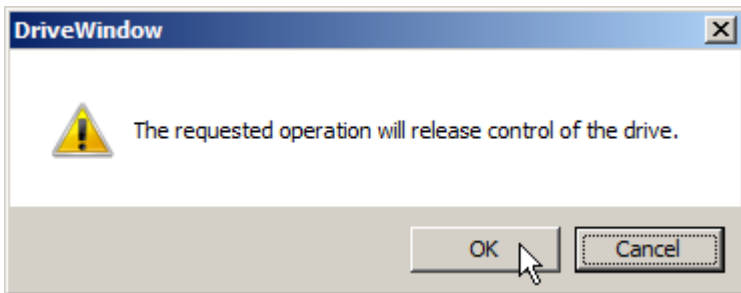 DriveWindow
The requested operation will release control of the drive.
OK
Cancel